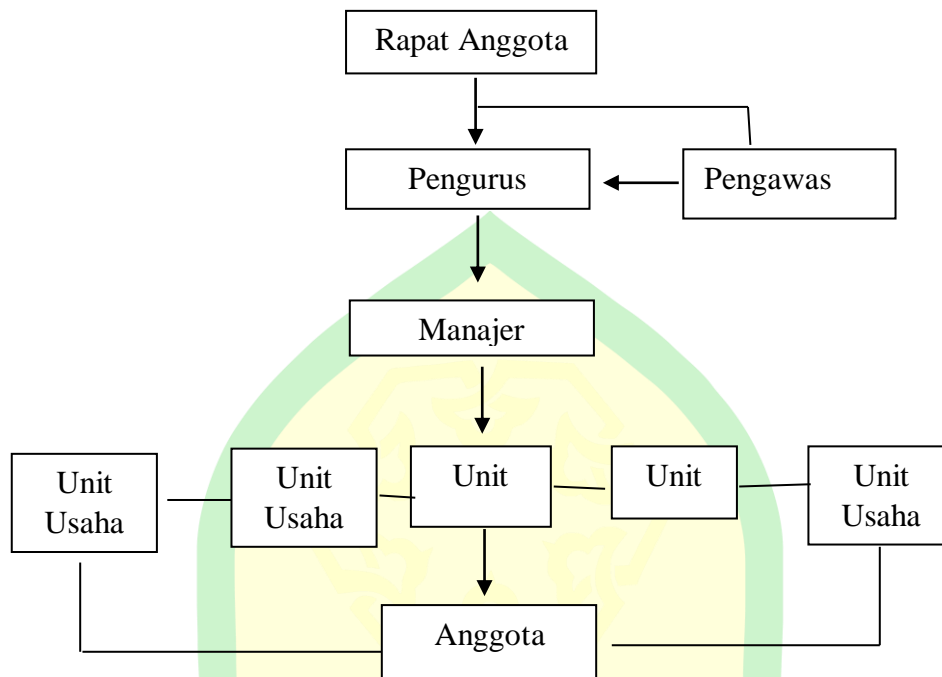 Rapat Anggota
Pengurus
Pengawas
Manajer
Unit
Usaha
Unit
Usaha
Unit
Unit
Unit
Usaha
Anggota